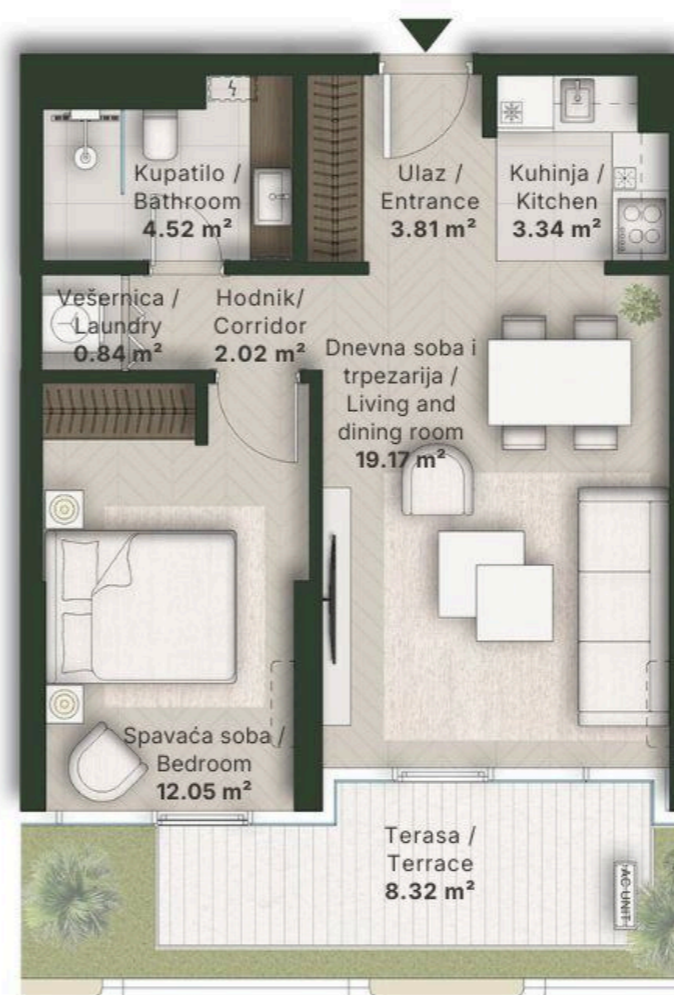 Kupatilo /
Bathroom
4.52 m²
Ulaz /
Entrance
3.81 m²
Kuhinja /
Kitchen
3.34 m²
Vešernica /
Laundry
0.84 m²
Hodnik/
Corridor
2.02 m²
Dnevna soba i
trpezarija /
Living and
dining room
19.17 m²
Spavaća soba /
Bedroom
12.05 m²
Terasa /
Terrace
8.32 m²
AC UNIT